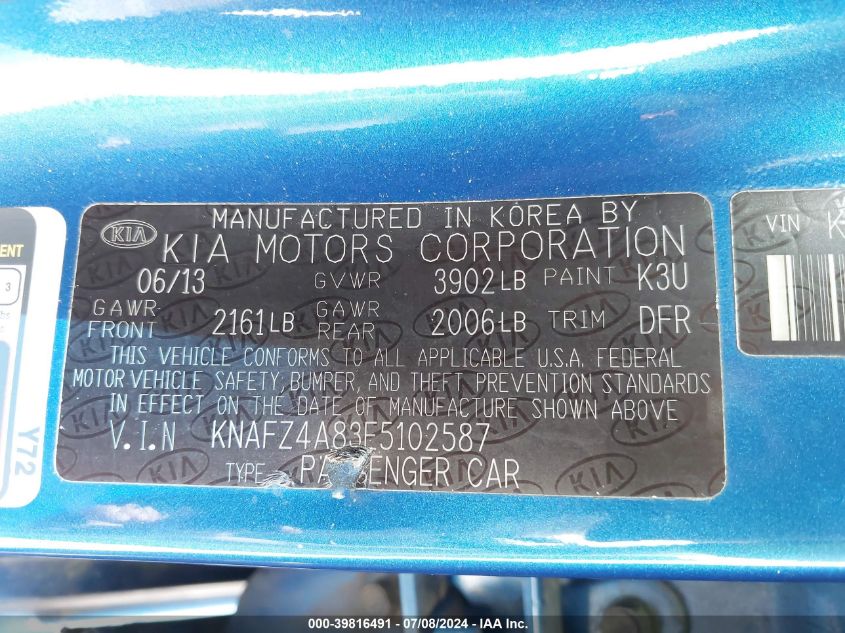 MANUFACTURED IN KOREA BY
KIA
KIA MOTORS CORPORATION
06/13 GVWR 3902LB PAINT K3U
GAWR FRONT 2161LB GAWR REAR 2006LB TRIM DFR
THIS VEHICLE CONFORMS TO ALL APPLICABLE U.S.A. FEDERAL
MOTOR VEHICLE SAFETY, BUMPER, AND THEFT PREVENTION STANDARDS
IN EFFECT ON THE DATE OF MANUFACTURE SHOWN ABOVE
V.I.N KNAFZ4A83E5102587
TYPE : PASSENGER CAR
VIN K
3
Y72
000-39816491 - 07/08/2024 - IAA Inc.